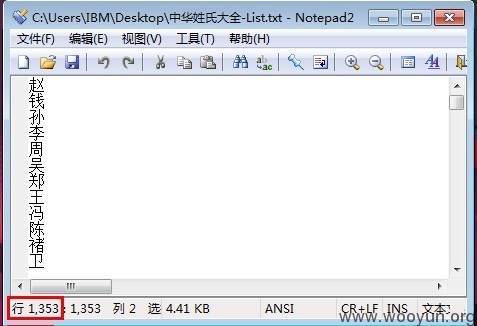 C:\Users\IBM\Desktop\中华姓氏大全-List.txt - Notepad2
文件(F) 编辑(E) 视图(V) 工具(T) 帮助(H)
赵
钱
孙
李
周
吴
郑
王
冯
陈
褚
卫
行 1,353 : 1,353 列 2 选 4.41 KB ANSI CR+LF INS 文本
www.wooyun.org